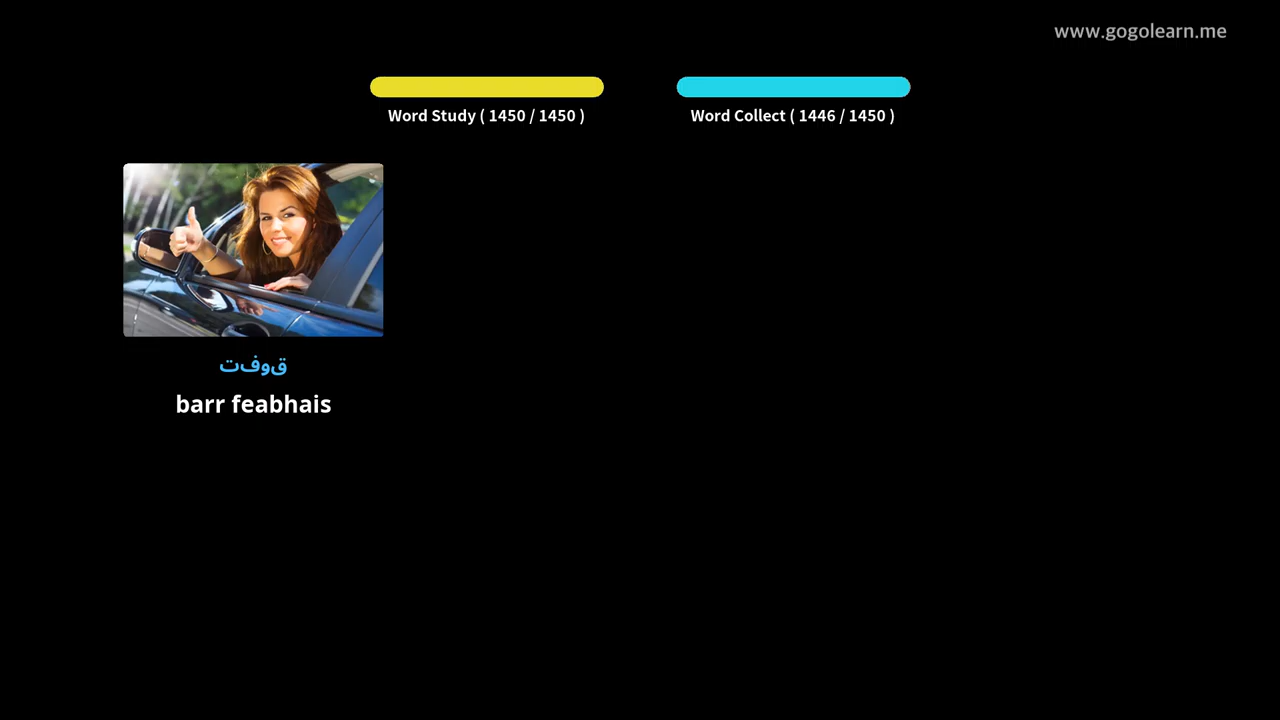 www.gogolearn.me
Word Study ( 1450 / 1450 )
Word Collect ( 1446 / 1450 )
قوفت
barr feabhais